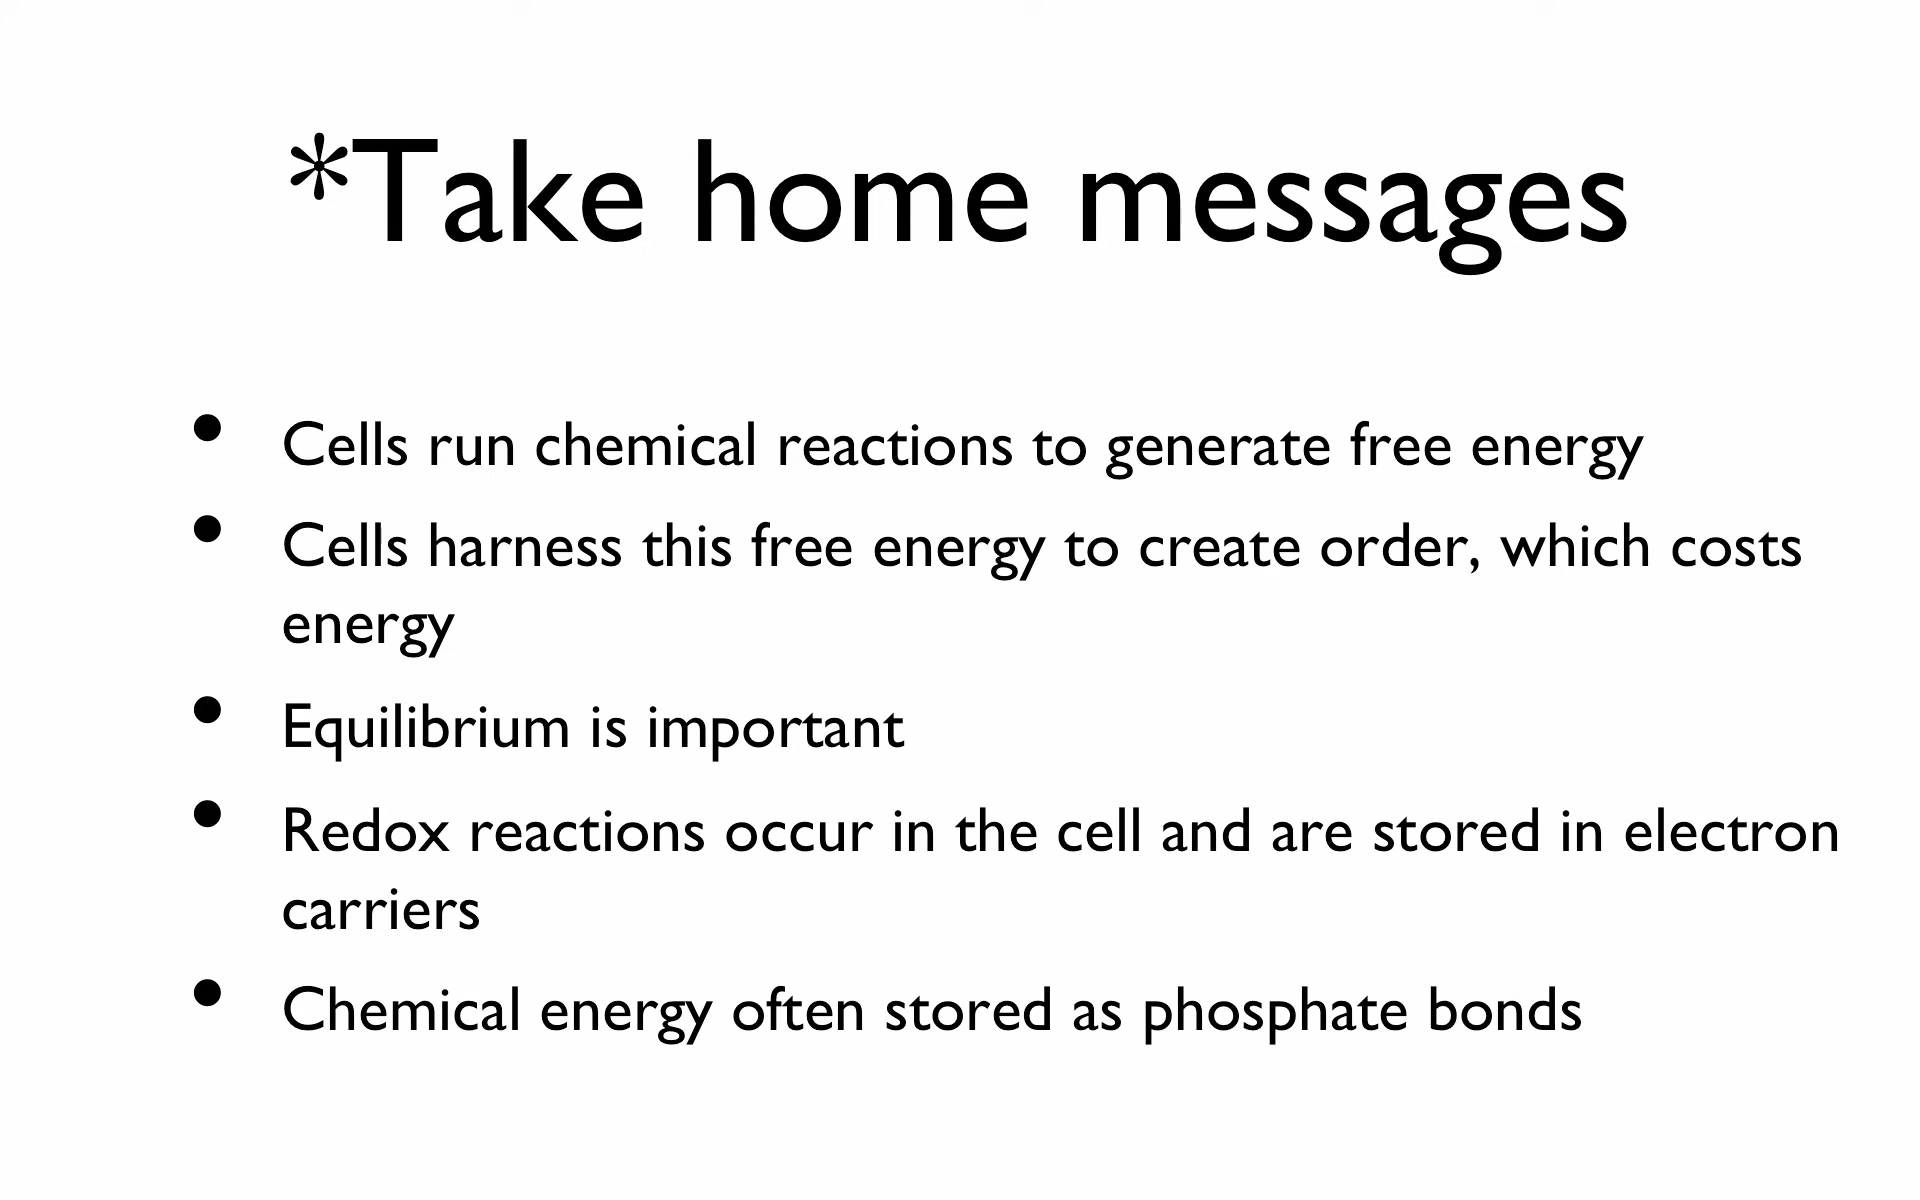 *Take home messages
• Cells run chemical reactions to generate free energy
• Cells harness this free energy to create order, which costs
energy
• Equilibrium is important
• Redox reactions occur in the cell and are stored in electron
carriers
• Chemical energy often stored as phosphate bonds